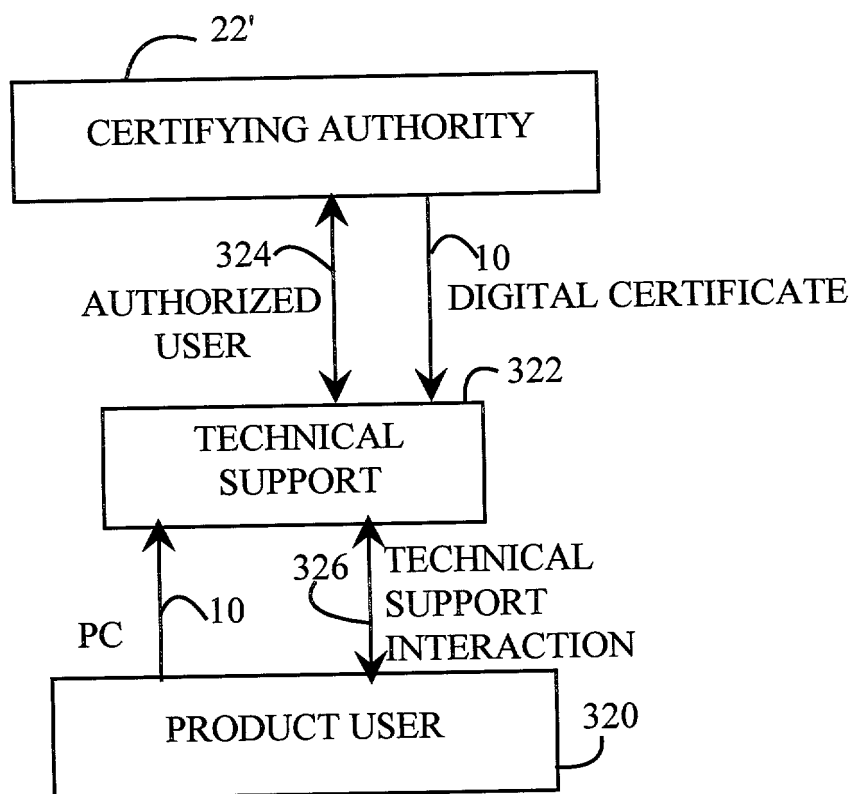 22'
CERTIFYING AUTHORITY
324
10
AUTHORIZED
USER
DIGITAL CERTIFICATE
322
TECHNICAL
SUPPORT
326
TECHNICAL
SUPPORT
INTERACTION
10
PC
PRODUCT USER
320